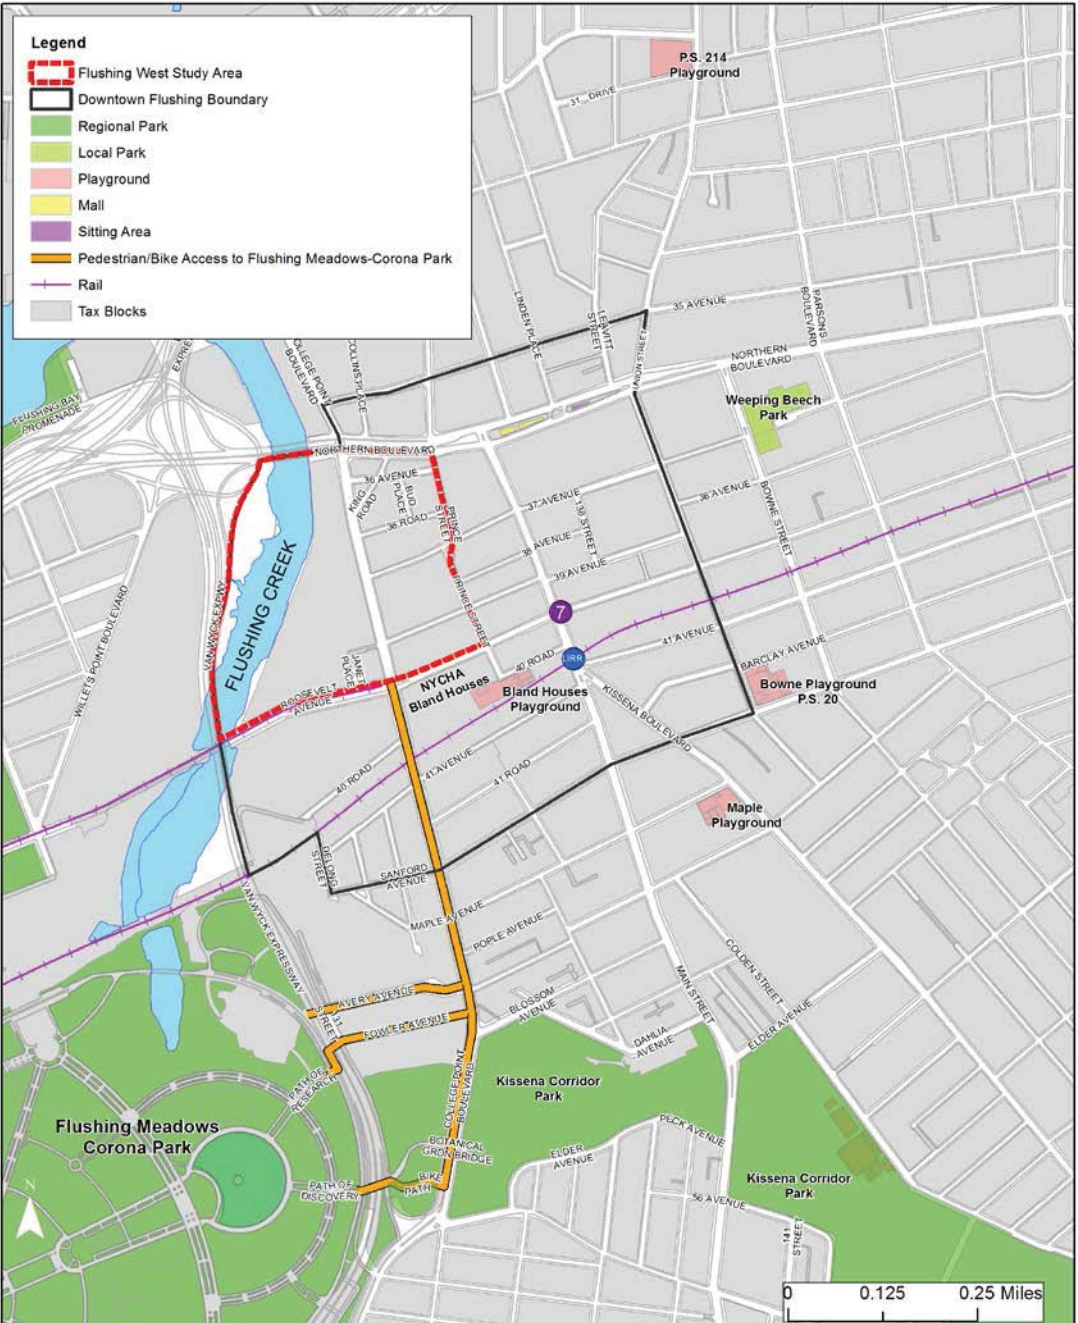 Legend
Flushing West Study Area
Downtown Flushing Boundary
Regional Park
Local Park
Playground
Mall
Sitting Area
Pedestrian/Bike Access to Flushing Meadows-Corona Park
Rail
Tax Blocks
P.S. 214
Playground
31 DRIVE
LINDEN PLACE
LEAVITT
STREET
35 AVENUE
PARSONS
BOULEVARD
UNION STREET
NORTHERN
BOULEVARD
COLLINS PLACE
BOULEVARD
FLUSHING BAY
PROMENADE
Weeping Beech
Park
NORTHERN BOULEVARD
36 AVENUE
KING
ROAD
BUD
PLACE
36 ROAD
PRINCE
STREET
37 AVENUE
138 STREET
38 AVENUE
BOWNE STREET
38 AVENUE
39 AVENUE
PRINCE STREET
FLUSHING CREEK
VAN WYCK EXPWY
WILLETS POINT BOULEVARD
7
LIRR
40 ROAD
41 AVENUE
BARCLAY AVENUE
JANET
PLACE
ROOSEVELT
AVENUE
NYCHA
Bland Houses
Bland Houses
Playground
KISSENA BOULEVARD
Bowne Playground
P.S. 20
40 ROAD
41 AVENUE
41 ROAD
Maple
Playground
DELONG
STREET
SANFORD
AVENUE
MAPLE AVENUE
POPLE AVENUE
VAN WYCK EXPRESSWAY
COLDEN STREET
MAIN STREET
AVERY AVENUE
131
STREET
FOWLER AVENUE
BLOSSOM
AVENUE
DAHLIA
AVENUE
ELDER AVENUE
PATH OF
RESEARCH
COLLEGE POINT
BOULEVARD
Kissena Corridor
Park
Flushing Meadows
Corona Park
PECK AVENUE
BOTANICAL
GRDN BRIDGE
ELDER
AVENUE
BIKE
PATH
PATH OF
DISCOVERY
Kissena Corridor
Park
56 AVENUE
141
STREET
N
0 0.125 0.25 Miles